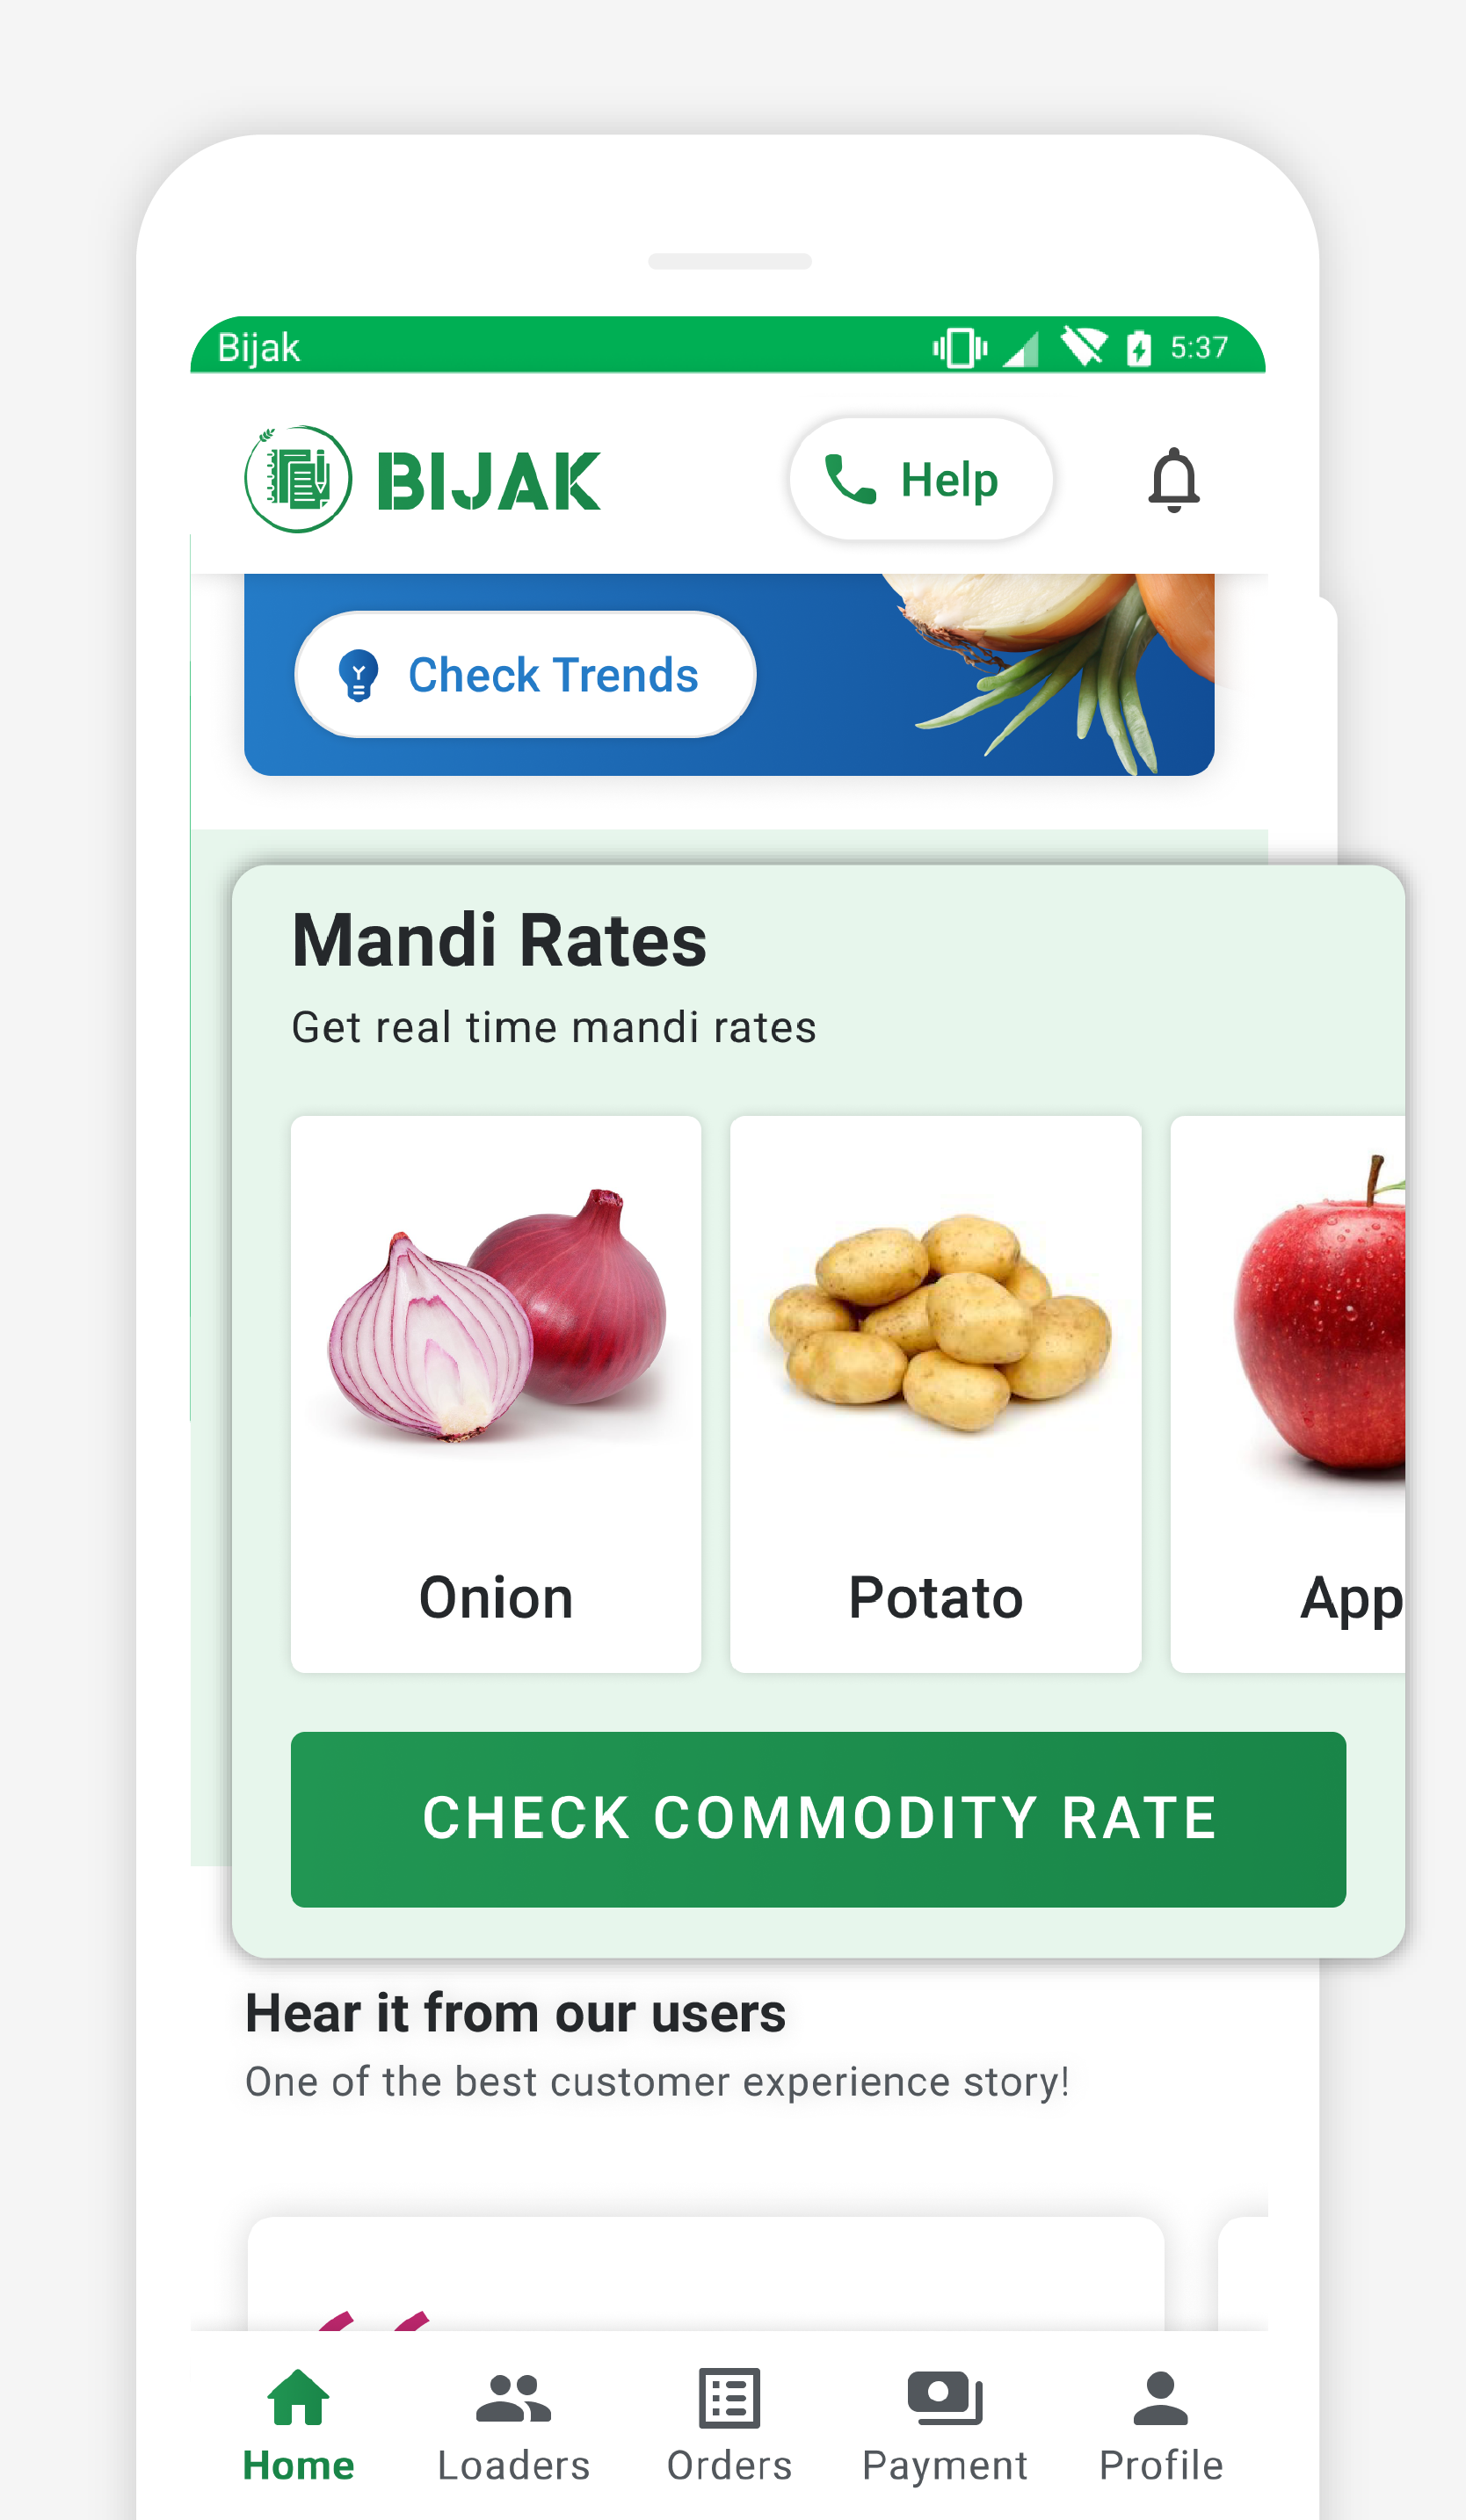 Bijak
5:37
BIJAK
Help
Check Trends
Mandi Rates
Get real time mandi rates
Onion
Potato
App
CHECK COMMODITY RATE
Hear it from our users
One of the best customer experience story!
Home
Loaders
Orders
Payment
Profile